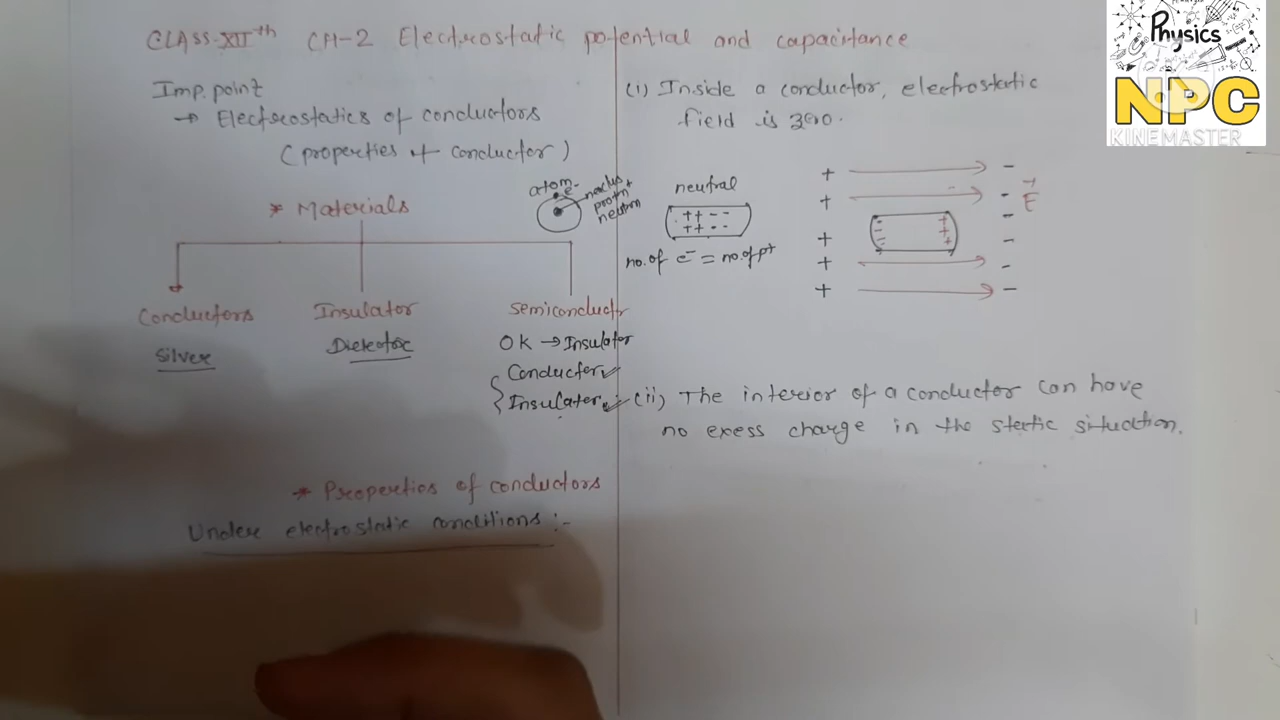 CLASS-XIIth CH-2 Electrostatic potential and capacitance
Imp. point
→ Electrostatics of conductors
(properties of conductor)
* Materials
atom
e-
nucleus
proton+
neutron
Conductors Insulator Semiconductr
Silver Dielectric OK → Insulator
Conductor ✓
Insulator ✓
* Properties of conductors
Under electrostatic conditions :-
(i) Inside a conductor, electrostatic
field is zero.
neutral
+ + - -
+ + - -
no. of e- = no. of p+
+ -
+ -
-
+ -
+ -
+ -
E
(ii) The interior of a conductor can have
no exess charge in the static situation.
Physics
NPC
KINEMASTER